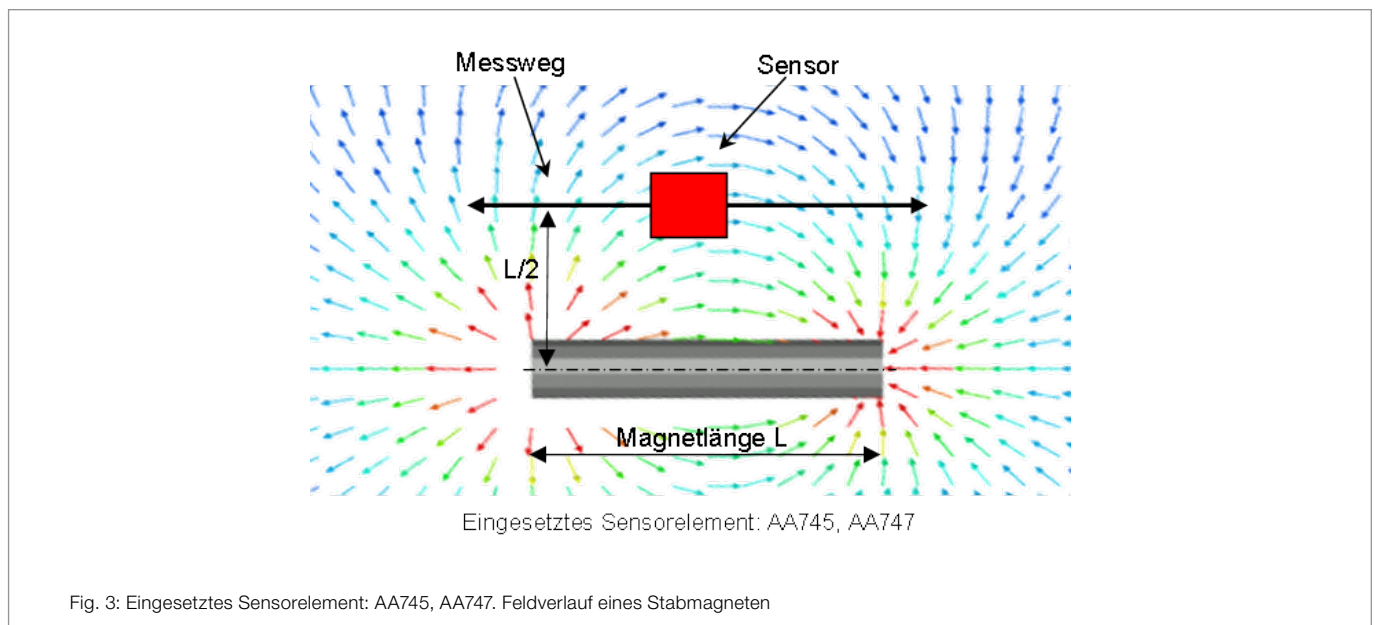 Messweg
Sensor
L/2
Magnetlänge L
Eingesetztes Sensorelement: AA745, AA747
Fig. 3: Eingesetztes Sensorelement: AA745, AA747. Feldverlauf eines Stabmagneten